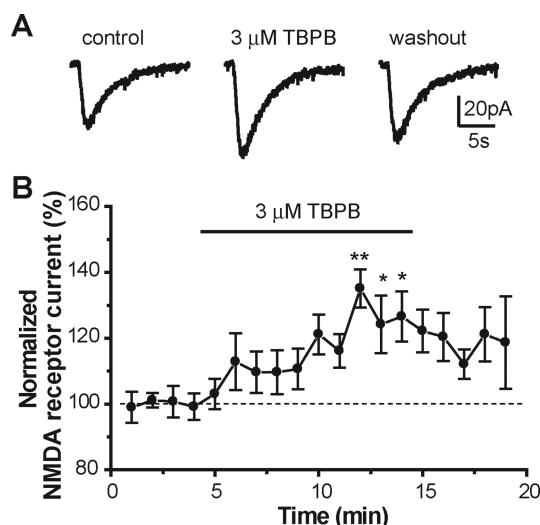 A
control
3 µM TBPB
washout
20pA
5s
B
3 µM TBPB
Normalized
NMDA receptor current (%)
160
140
120
100
80
** 
*
*
0
5
10
15
20
Time (min)